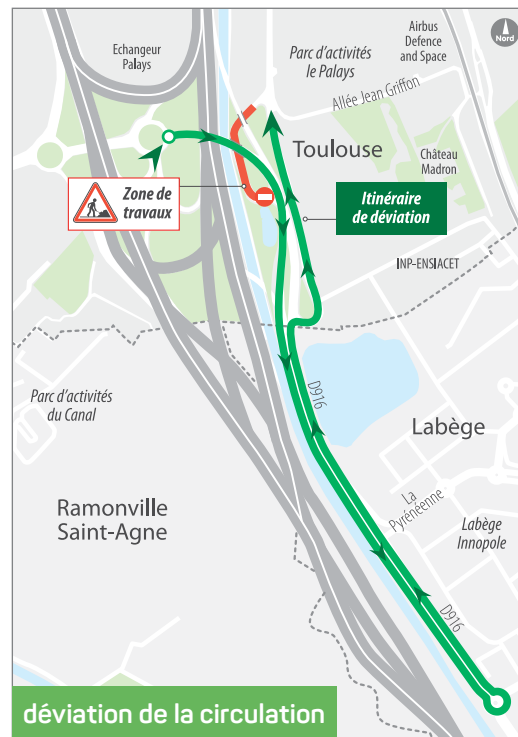 Echangeur
Palays
Parc d'activités
le Palays
Airbus
Defence
and Space
Nord
Allée Jean Griffon
Toulouse
Château
Madron
Zone de
travaux
Itinéraire
de déviation
INP-ENSIACET
Parc d'activités
du Canal
D916
Labège
La
Pyrénéenne
Ramonville
Saint-Agne
Labège
Innopole
D916
déviation de la circulation